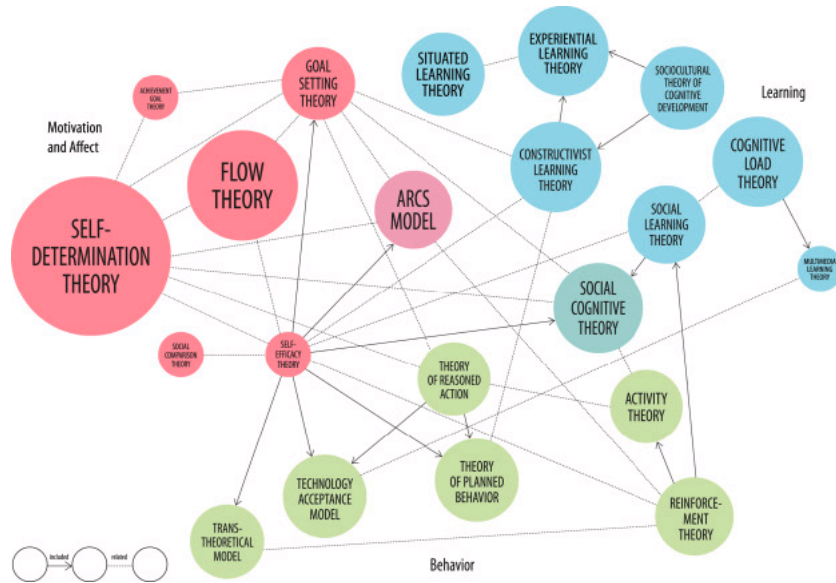 EXPERIENTIAL
LEARNING
THEORY
SITUATED
LEARNING
THEORY
GOAL
SETTING
THEORY
SOCIOCULTURAL
THEORY OF
COGNITIVE
DEVELOPMENT
Learning
ACHIEVEMENT
GOAL
THEORY
Motivation
and Affect
FLOW
THEORY
CONSTRUCTIVIST
LEARNING
THEORY
COGNITIVE
LOAD
THEORY
ARCS
MODEL
SELF-
DETERMINATION
THEORY
SOCIAL
LEARNING
THEORY
MULTIMEDIA
LEARNING
THEORY
SOCIAL
COGNITIVE
THEORY
SOCIAL
COMPARISON
THEORY
SELF-
EFFICACY
THEORY
THEORY
OF REASONED
ACTION
ACTIVITY
THEORY
TECHNOLOGY
ACCEPTANCE
MODEL
THEORY
OF PLANNED
BEHAVIOR
REINFORCE-
MENT
THEORY
TRANS-
THEORETICAL
MODEL
included
related
Behavior